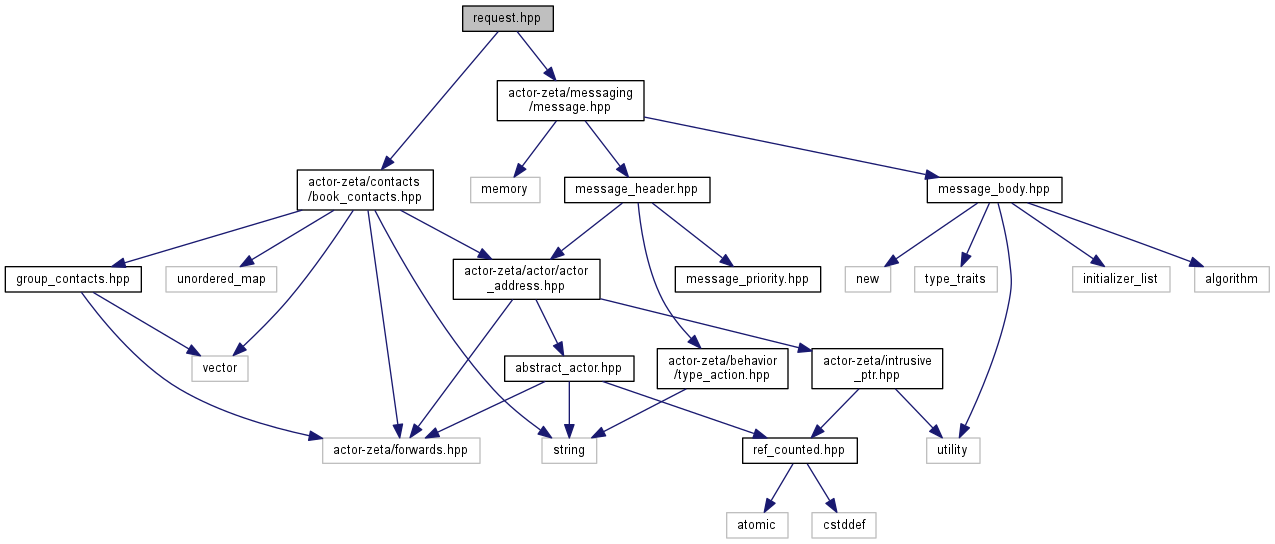 request.hpp
actor-zeta/messaging
/message.hpp
actor-zeta/contacts
/book_contacts.hpp
memory
message_header.hpp
message_body.hpp
group_contacts.hpp
unordered_map
actor-zeta/actor/actor
_address.hpp
message_priority.hpp
new
type_traits
initializer_list
algorithm
vector
abstract_actor.hpp
actor-zeta/behavior
/type_action.hpp
actor-zeta/intrusive
_ptr.hpp
actor-zeta/forwards.hpp
string
ref_counted.hpp
utility
atomic
cstddef